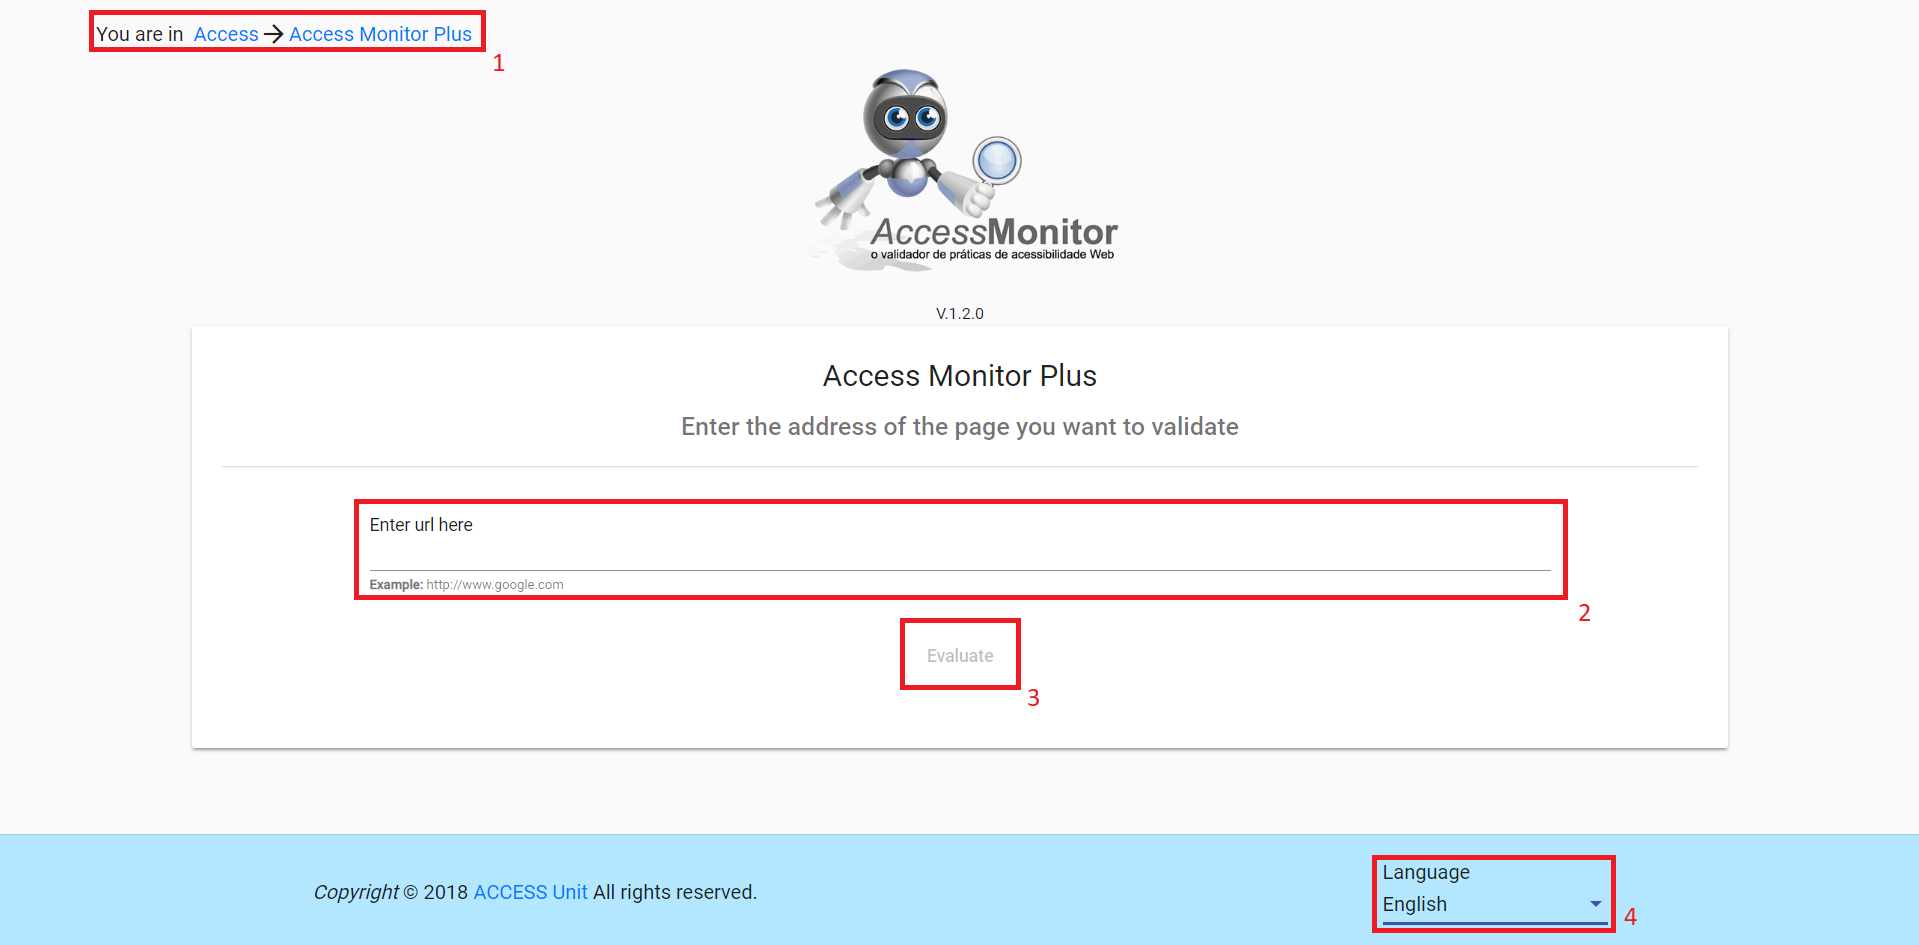 You are in Access → Access Monitor Plus
1
AccessMonitor
o validador de práticas de acessibilidade Web
V.1.2.0
Access Monitor Plus
Enter the address of the page you want to validate
Enter url here
Example: http://www.google.com
2
Evaluate
3
Copyright © 2018 ACCESS Unit All rights reserved.
Language
English
4